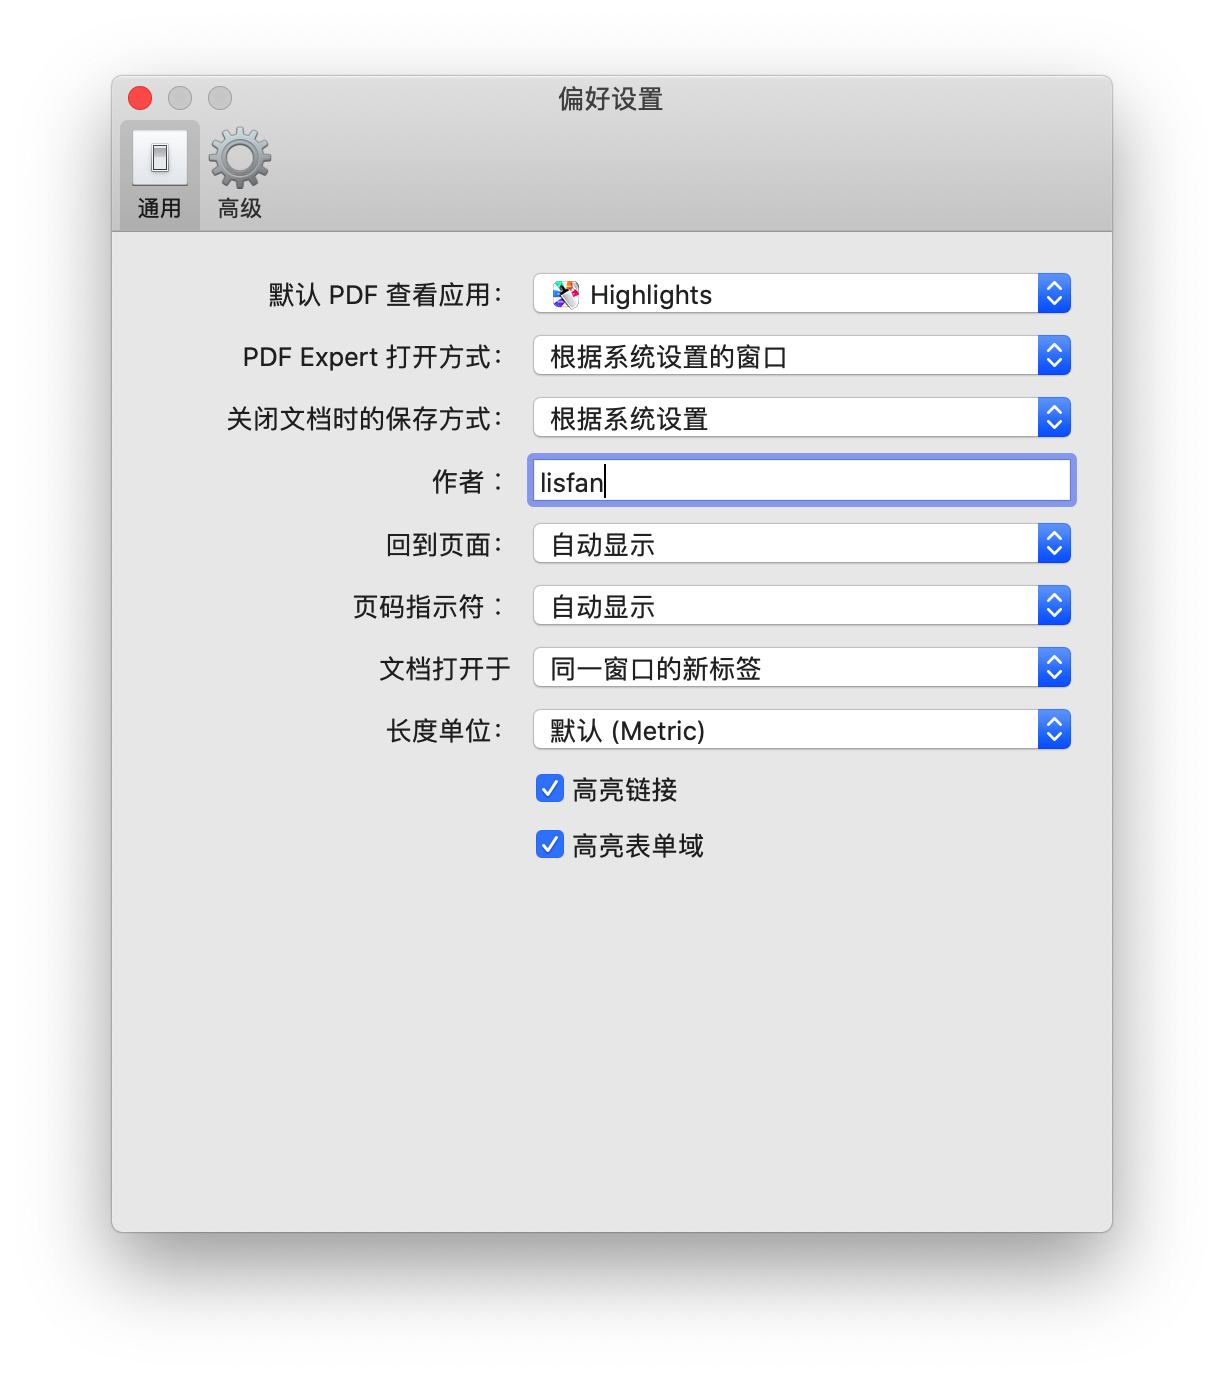 偏好设置
通用 高级
默认 PDF 查看应用： Highlights
PDF Expert 打开方式： 根据系统设置的窗口
关闭文档时的保存方式： 根据系统设置
作者： lisfan
回到页面： 自动显示
页码指示符： 自动显示
文档打开于 同一窗口的新标签
长度单位： 默认 (Metric)
高亮链接
高亮表单域